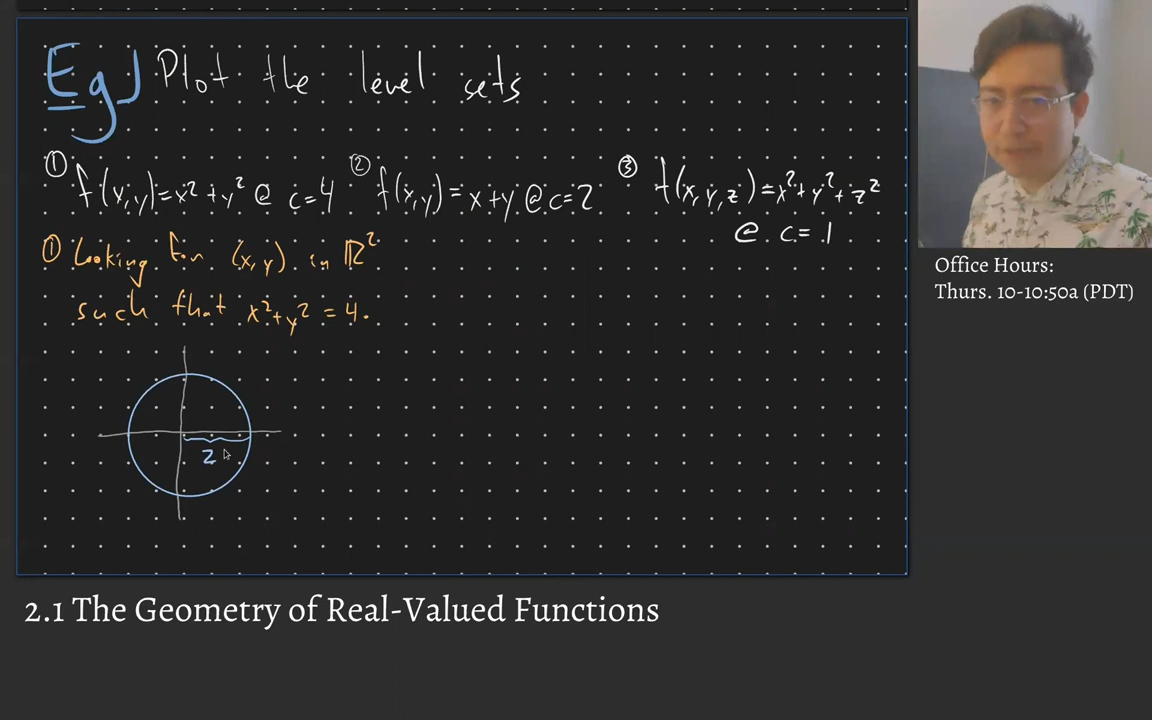 Eg) Plot the level sets
① f(x,y)=x²+y² @ c=4 ② f(x,y)=x+y @ c=2 ③ f(x,y,z)=x²+y²+z²
@ c=1
① Looking for (x,y) in ℝ²
such that x²+y²=4.
2
Office Hours:
Thurs. 10-10:50a (PDT)
2.1 The Geometry of Real-Valued Functions